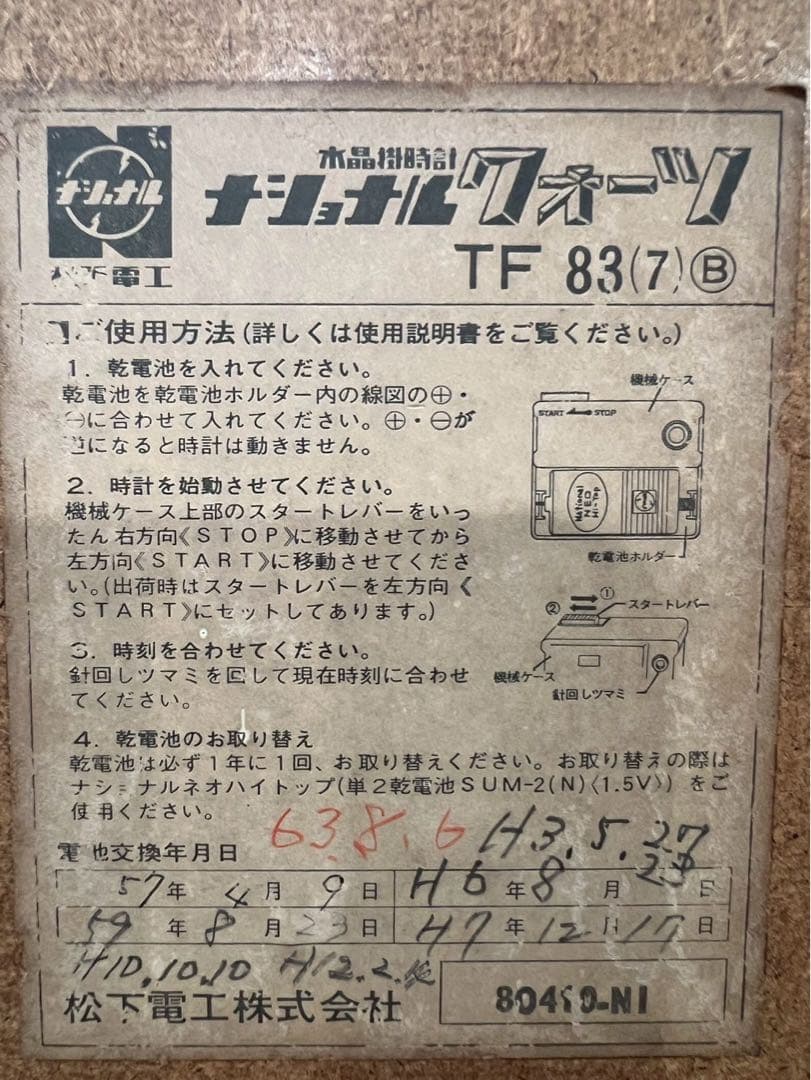 ナショナル
松下電工
水晶掛時計
ナショナルクォーツ
TF 83(7)Ⓑ
ご使用方法(詳しくは使用説明書をご覧ください。)
1. 乾電池を入れてください。
乾電池を乾電池ホルダー内の線図の⊕・
⊖に合わせて入れてください。⊕・⊖が
逆になると時計は動きません。
2. 時計を始動させてください。
機械ケース上部のスタートレバーをいっ
たん右方向《STOP》に移動させてから
左方向《START》に移動させてくださ
い。(出荷時はスタートレバーを左方向《
START》にセットしてあります。)
3. 時刻を合わせてください。
針回しツマミを回して現在時刻に合わせ
てください。
機械ケース
START STOP
National
NEO
Hi-Top
乾電池ホルダー
① スタートレバー
②
機械ケース
針回しツマミ
4. 乾電池のお取り替え
乾電池は必ず1年に1回、お取り替えください。お取り替えの際は
ナショナルネオハイトップ(単2乾電池SUM-2(N)〈1.5V〉)をご
使用ください。
63.8.6 H3.5.27
電池交換年月日
57年 4月 9日 H6年 8月 日
59年 8月 23日 H7年 12月 17日
H10.10.10 H12.2.
松下電工株式会社